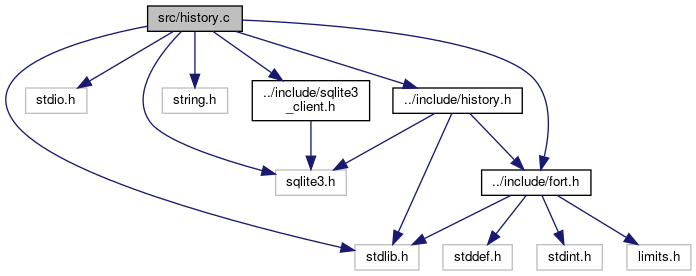 src/history.c
stdio.h
string.h
../include/sqlite3
_client.h
../include/history.h
sqlite3.h
../include/fort.h
stdlib.h
stddef.h
stdint.h
limits.h